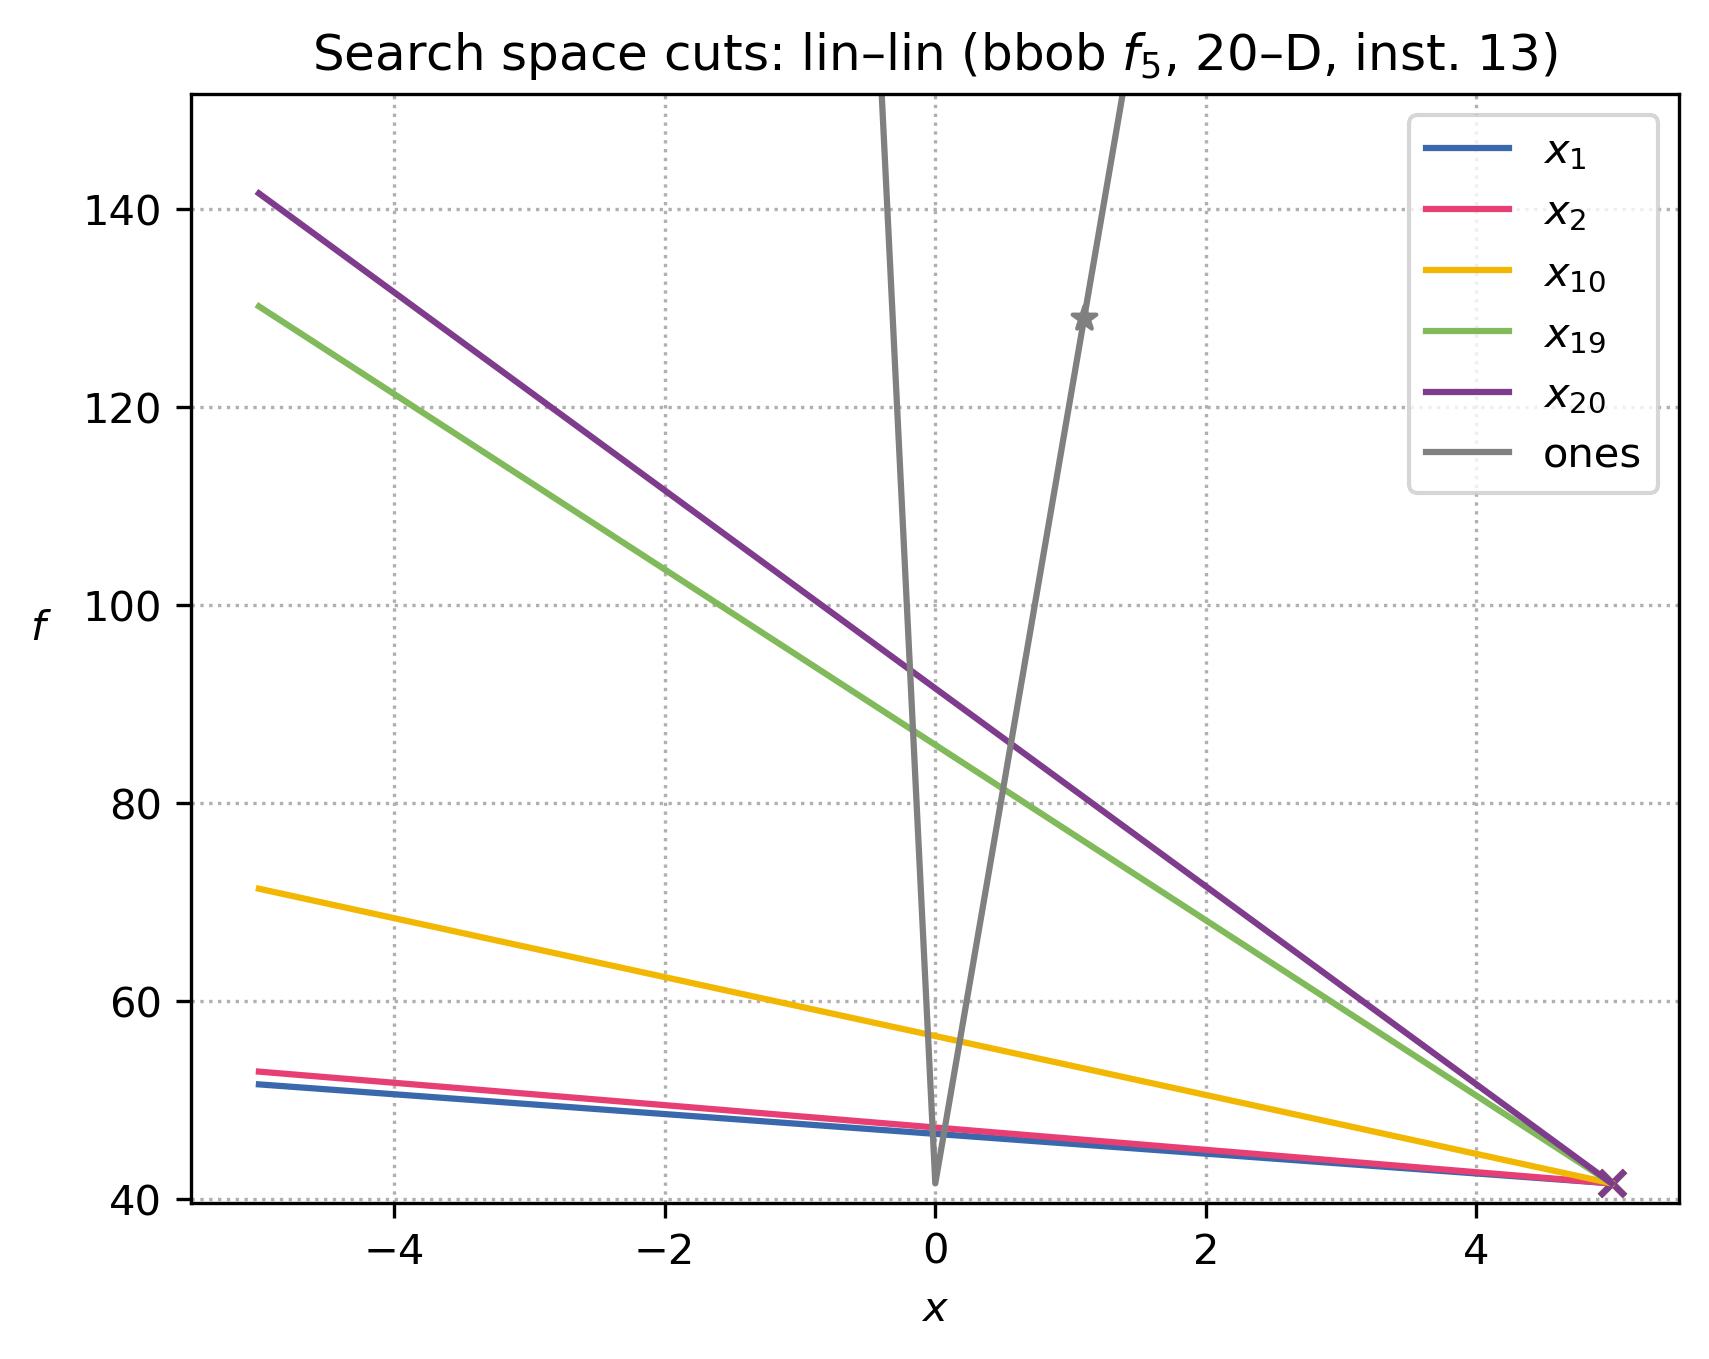 Search space cuts: lin–lin (bbob f₅, 20–D, inst. 13)
x₁
x₂
x₁₀
x₁₉
x₂₀
ones
140
120
100
80
60
40
f
−4 −2 0 2 4
x